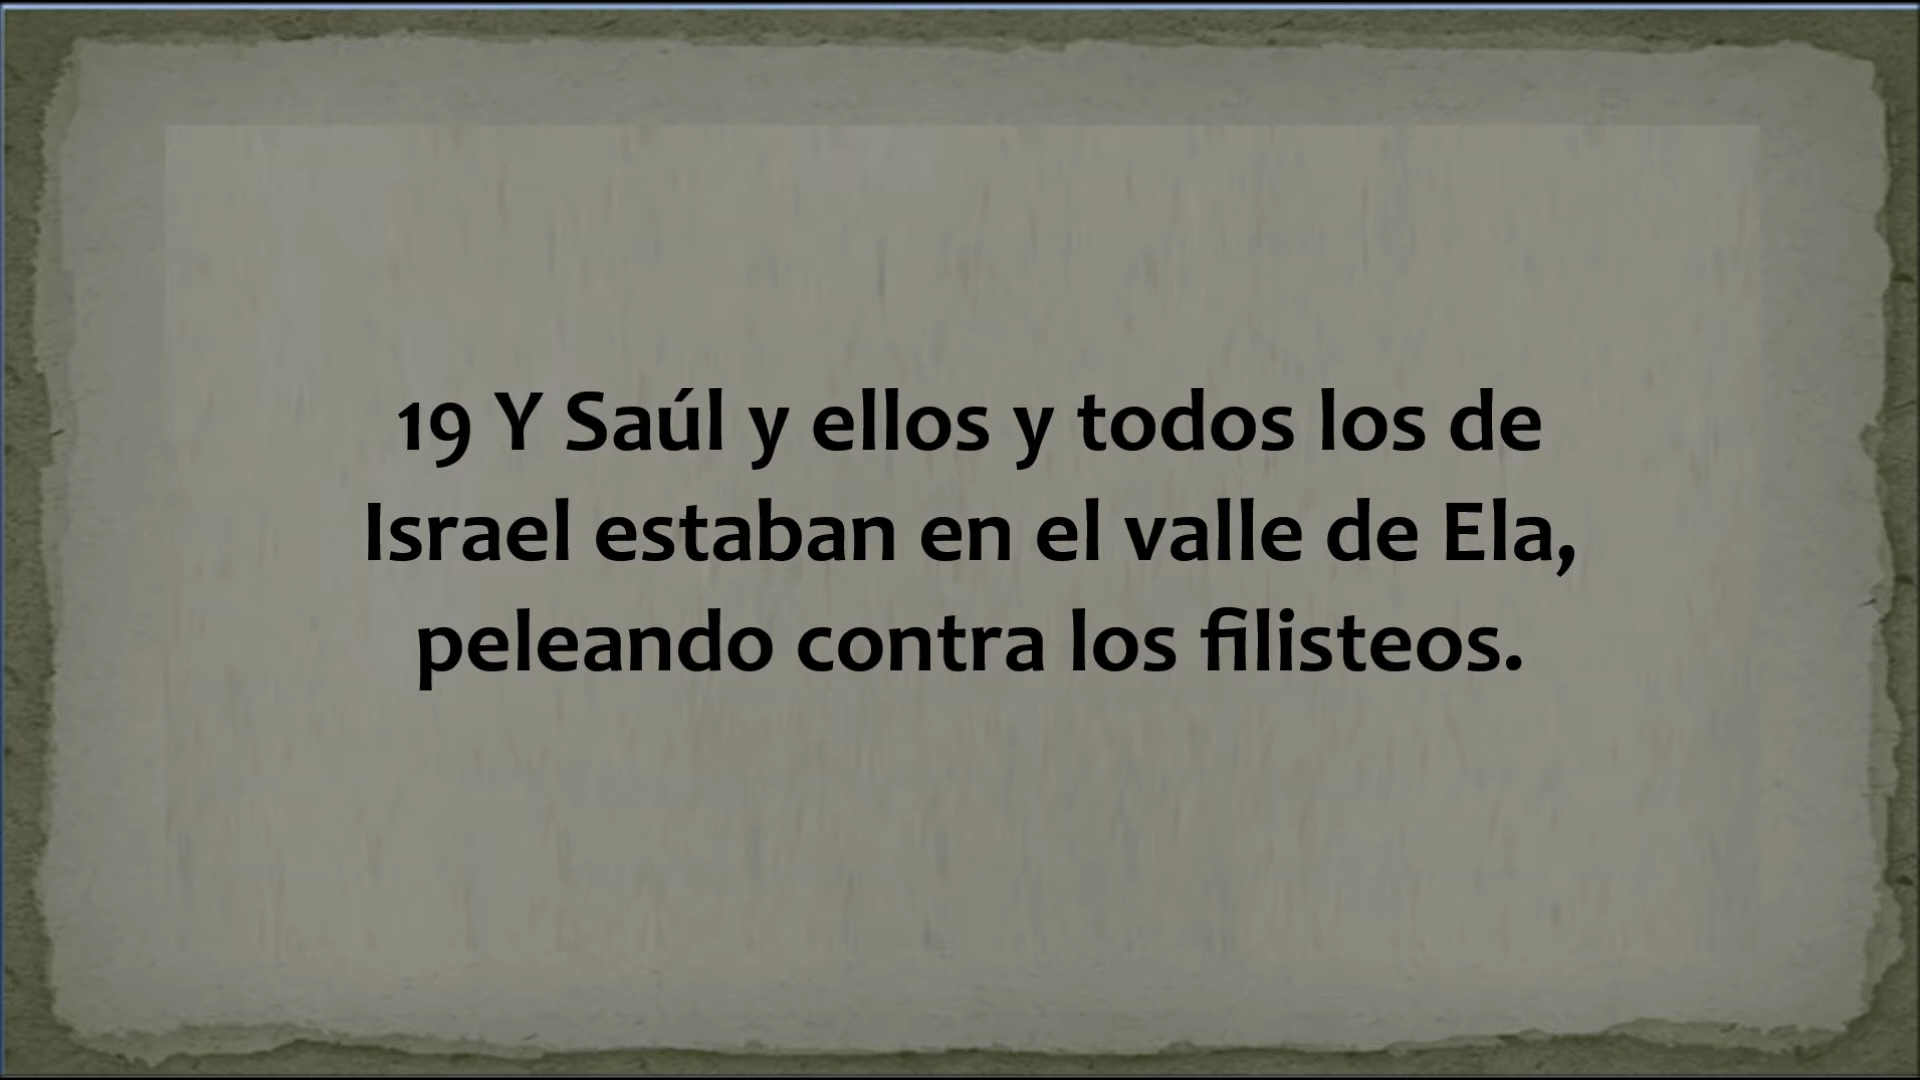 19 Y Saúl y ellos y todos los de
Israel estaban en el valle de Ela,
peleando contra los filisteos.